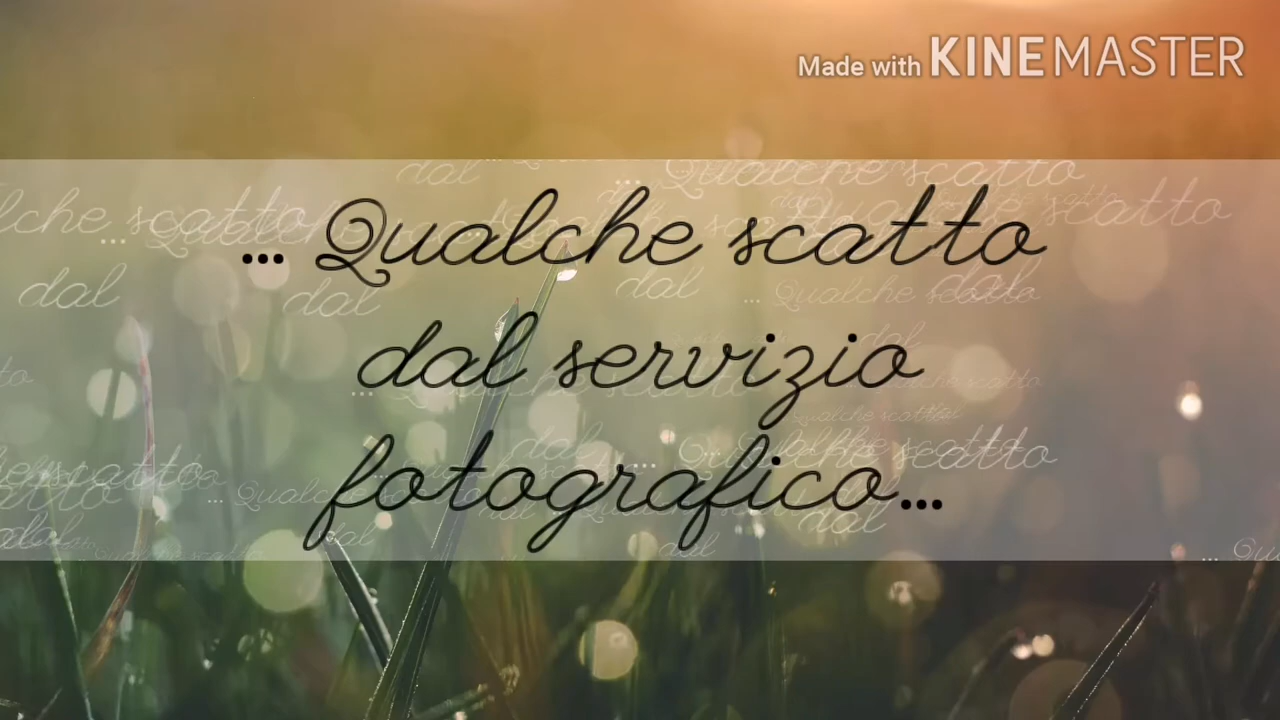 Made with KINEMASTER
... Qualche scatto
dal servizio
fotografico...